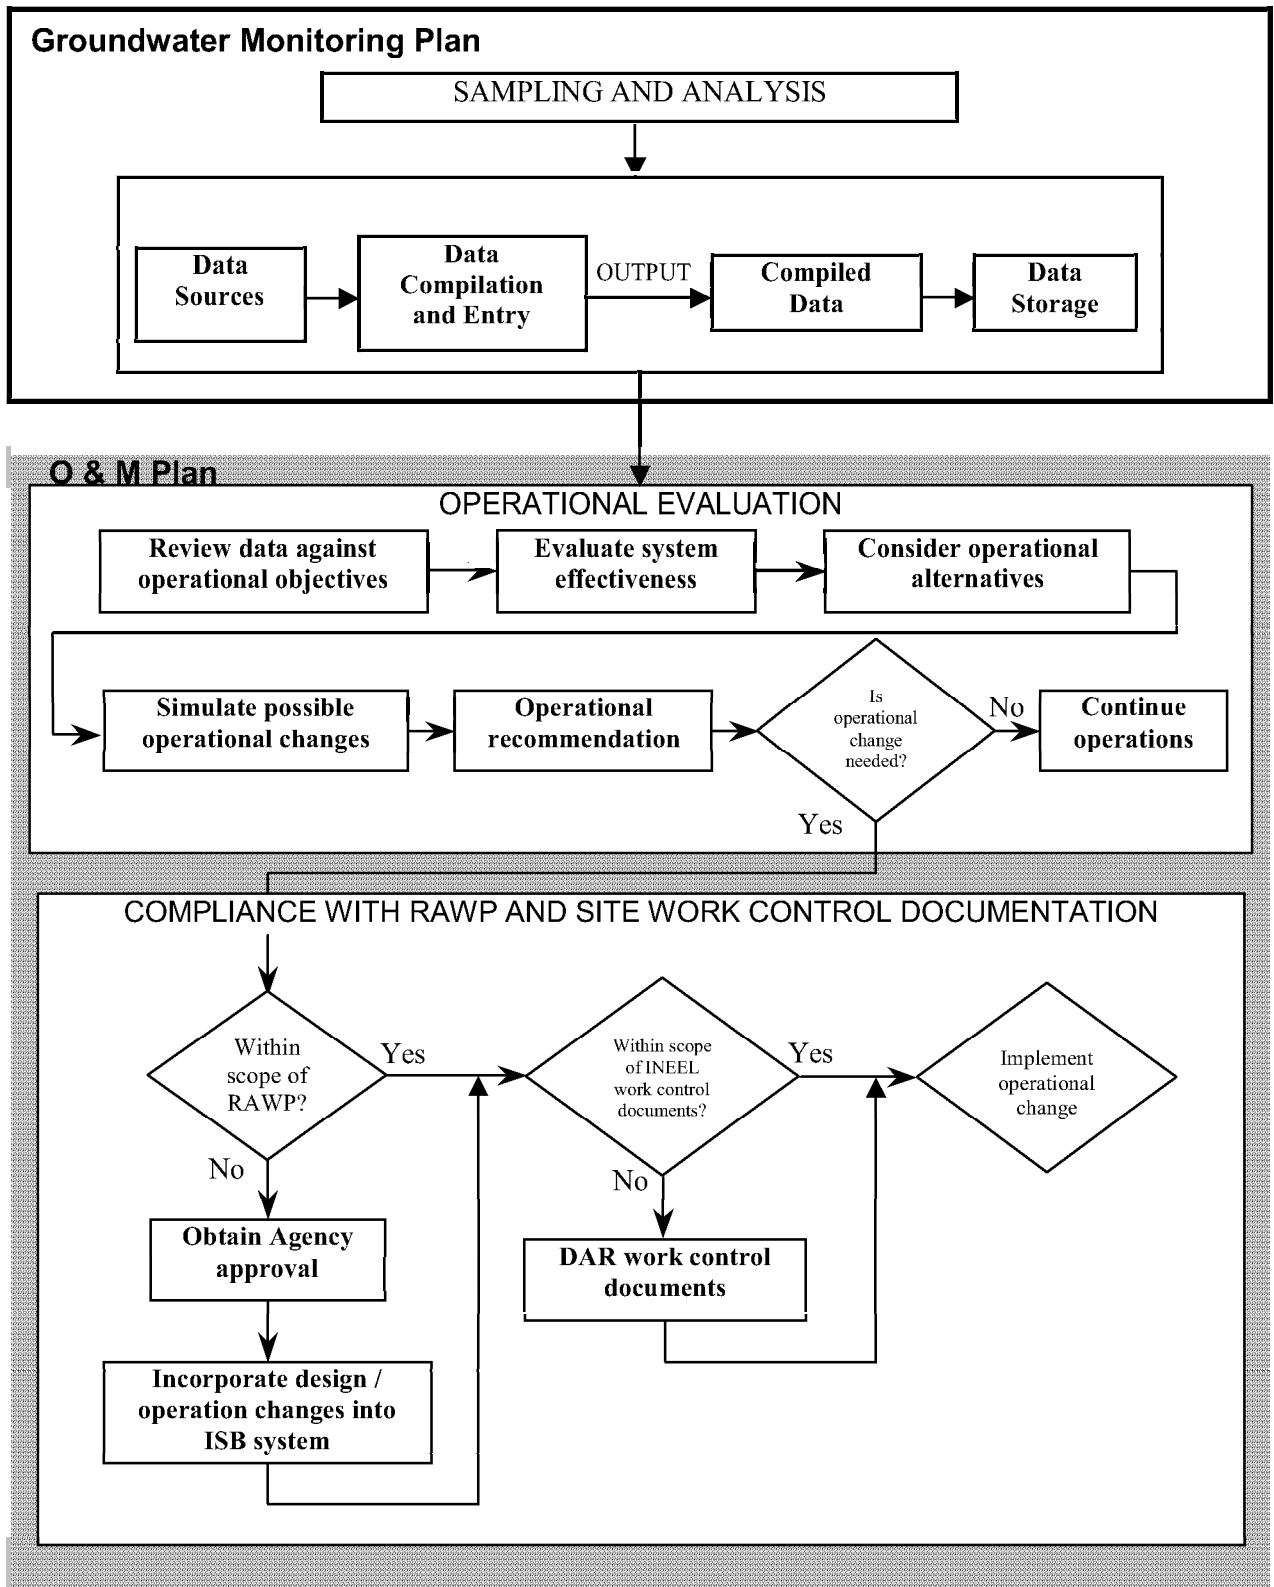 Groundwater Monitoring Plan
SAMPLING AND ANALYSIS
Data
Sources
Data
Compilation
and Entry
OUTPUT
Compiled
Data
Data
Storage
O & M Plan
OPERATIONAL EVALUATION
Review data against
operational objectives
Evaluate system
effectiveness
Consider operational
alternatives
Simulate possible
operational changes
Operational
recommendation
Is
operational
change
needed?
No
Continue
operations
Yes
COMPLIANCE WITH RAWP AND SITE WORK CONTROL DOCUMENTATION
Within
scope of
RAWP?
Yes
Within scope
of INEEL
work control
documents?
Yes
Implement
operational
change
No
No
Obtain Agency
approval
DAR work control
documents
Incorporate design /
operation changes into
ISB system